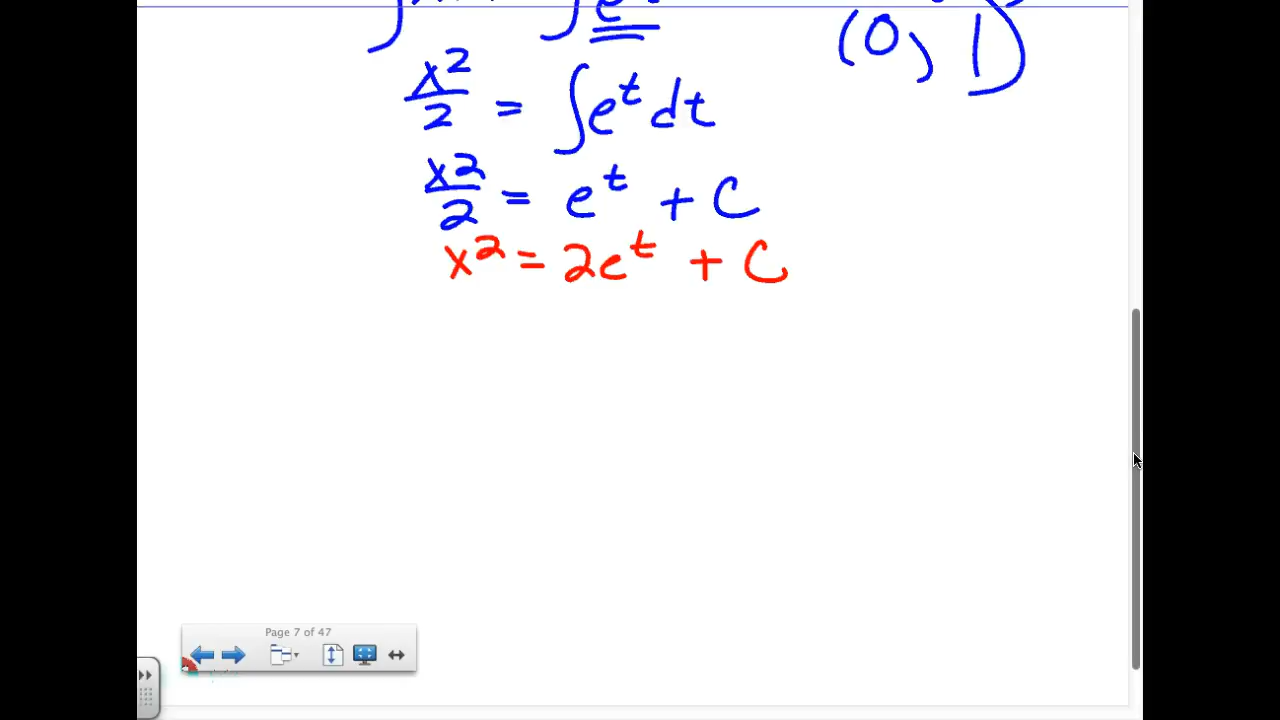 (0, 1)
x²/2 = ∫e^t dt
x²/2 = e^t + C
x² = 2e^t + C
Page 7 of 47